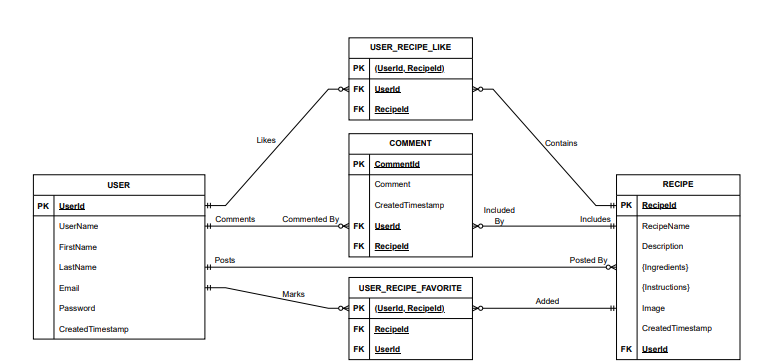 USER_RECIPE_LIKE
PK (UserId, RecipeId)
FK UserId
FK RecipeId
Likes
Contains
COMMENT
PK CommentId
Comment
CreatedTimestamp
FK UserId
FK RecipeId
USER
PK UserId
UserName
FirstName
LastName
Email
Password
CreatedTimestamp
Comments
Commented By
Included
By
Includes
Posts
Posted By
Marks
Added
USER_RECIPE_FAVORITE
PK (UserId, RecipeId)
FK RecipeId
FK UserId
RECIPE
PK RecipeId
RecipeName
Description
{Ingredients}
{Instructions}
Image
CreatedTimestamp
FK UserId